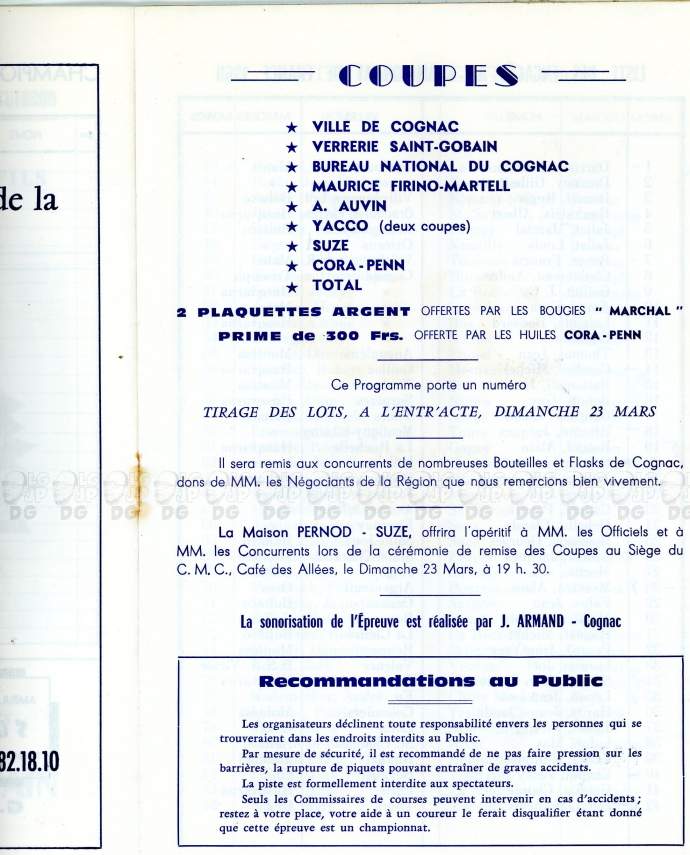 COUPES
★ VILLE DE COGNAC
★ VERRERIE SAINT-GOBAIN
★ BUREAU NATIONAL DU COGNAC
★ MAURICE FIRINO-MARTELL
★ A. AUVIN
★ YACCO (deux coupes)
★ SUZE
★ CORA-PENN
★ TOTAL
2 PLAQUETTES ARGENT OFFERTES PAR LES BOUGIES " MARCHAL "
PRIME de 300 Frs. OFFERTE PAR LES HUILES CORA-PENN
Ce Programme porte un numéro
TIRAGE DES LOTS, A L'ENTR'ACTE, DIMANCHE 23 MARS
Il sera remis aux concurrents de nombreuses Bouteilles et Flasks de Cognac,
dons de MM. les Négociants de la Région que nous remercions bien vivement.
La Maison PERNOD - SUZE, offrira l'apéritif à MM. les Officiels et à
MM. les Concurrents lors de la cérémonie de remise des Coupes au Siège du
C. M. C., Café des Allées, le Dimanche 23 Mars, à 19 h. 30.
La sonorisation de l'Épreuve est réalisée par J. ARMAND - Cognac
Recommandations au Public
Les organisateurs déclinent toute responsabilité envers les personnes qui se
trouveraient dans les endroits interdits au Public.
Par mesure de sécurité, il est recommandé de ne pas faire pression sur les
barrières, la rupture de piquets pouvant entraîner de graves accidents.
La piste est formellement interdite aux spectateurs.
Seuls les Commissaires de courses peuvent intervenir en cas d'accidents ;
restez à votre place, votre aide à un coureur le ferait disqualifier étant donné
que cette épreuve est un championnat.
de la
82.18.10